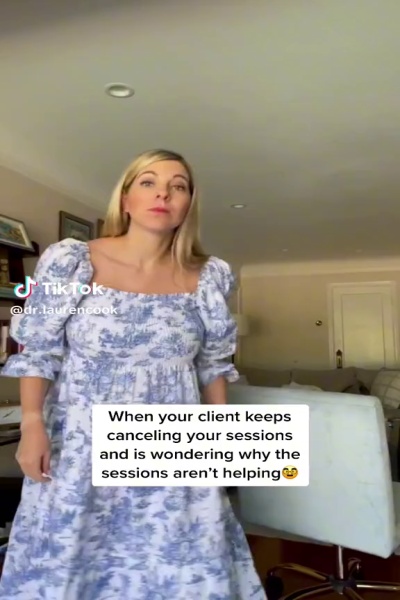 TikTok
@dr.laurencook
When your client keeps
canceling your sessions
and is wondering why the
sessions aren't helping🥸